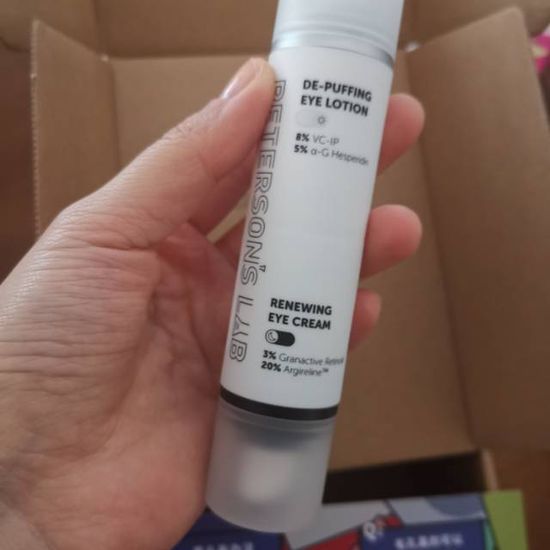 DE-PUFFING
EYE LOTION
8% VC-IP
5% α-G Hesperidin
PETERSON'S LAB
RENEWING
EYE CREAM
3% Granactive Retinoid
20% Argireline™